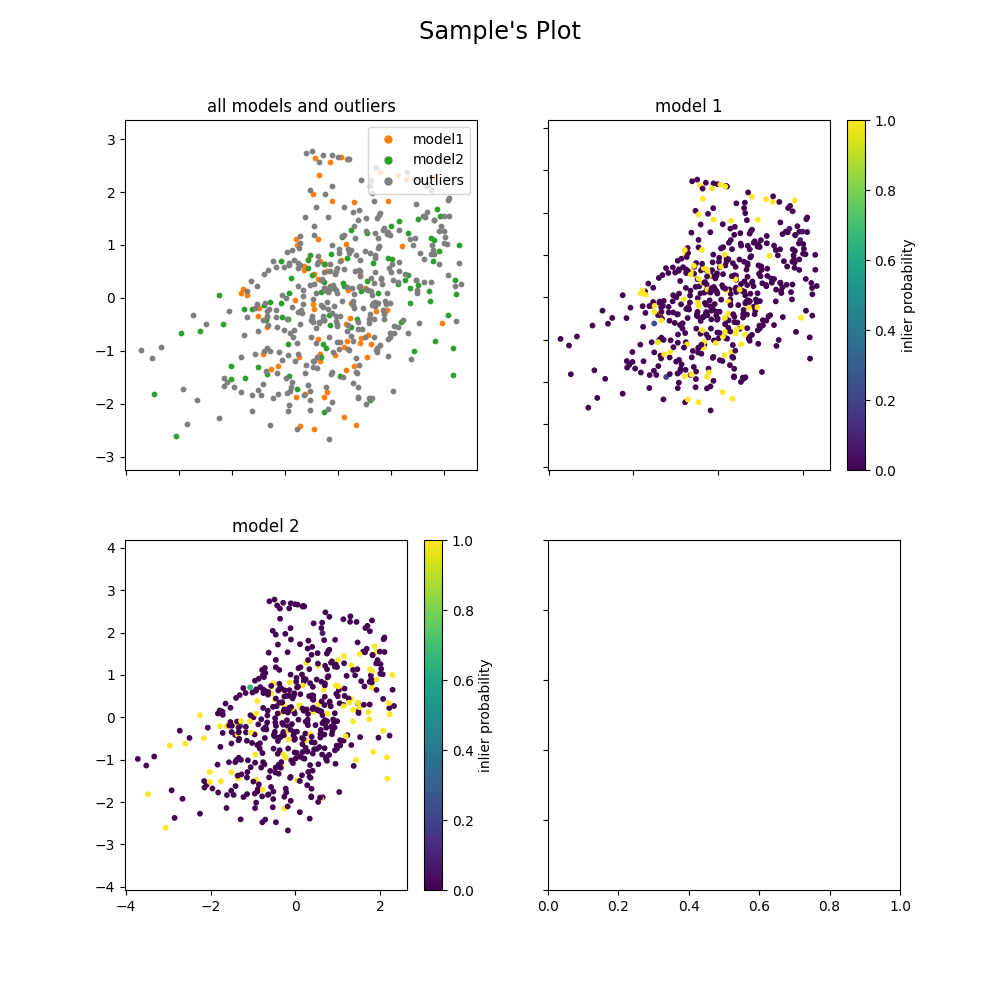 Sample's Plot
all models and outliers
model 1
3
2
1
0
−1
−2
−3
model1
model2
outliers
1.0
0.8
0.6
0.4
0.2
0.0
inlier probability
model 2
4
3
2
1
0
−1
−2
−3
−4
−4 −2 0 2
1.0
0.8
0.6
0.4
0.2
0.0
inlier probability
0.0 0.2 0.4 0.6 0.8 1.0